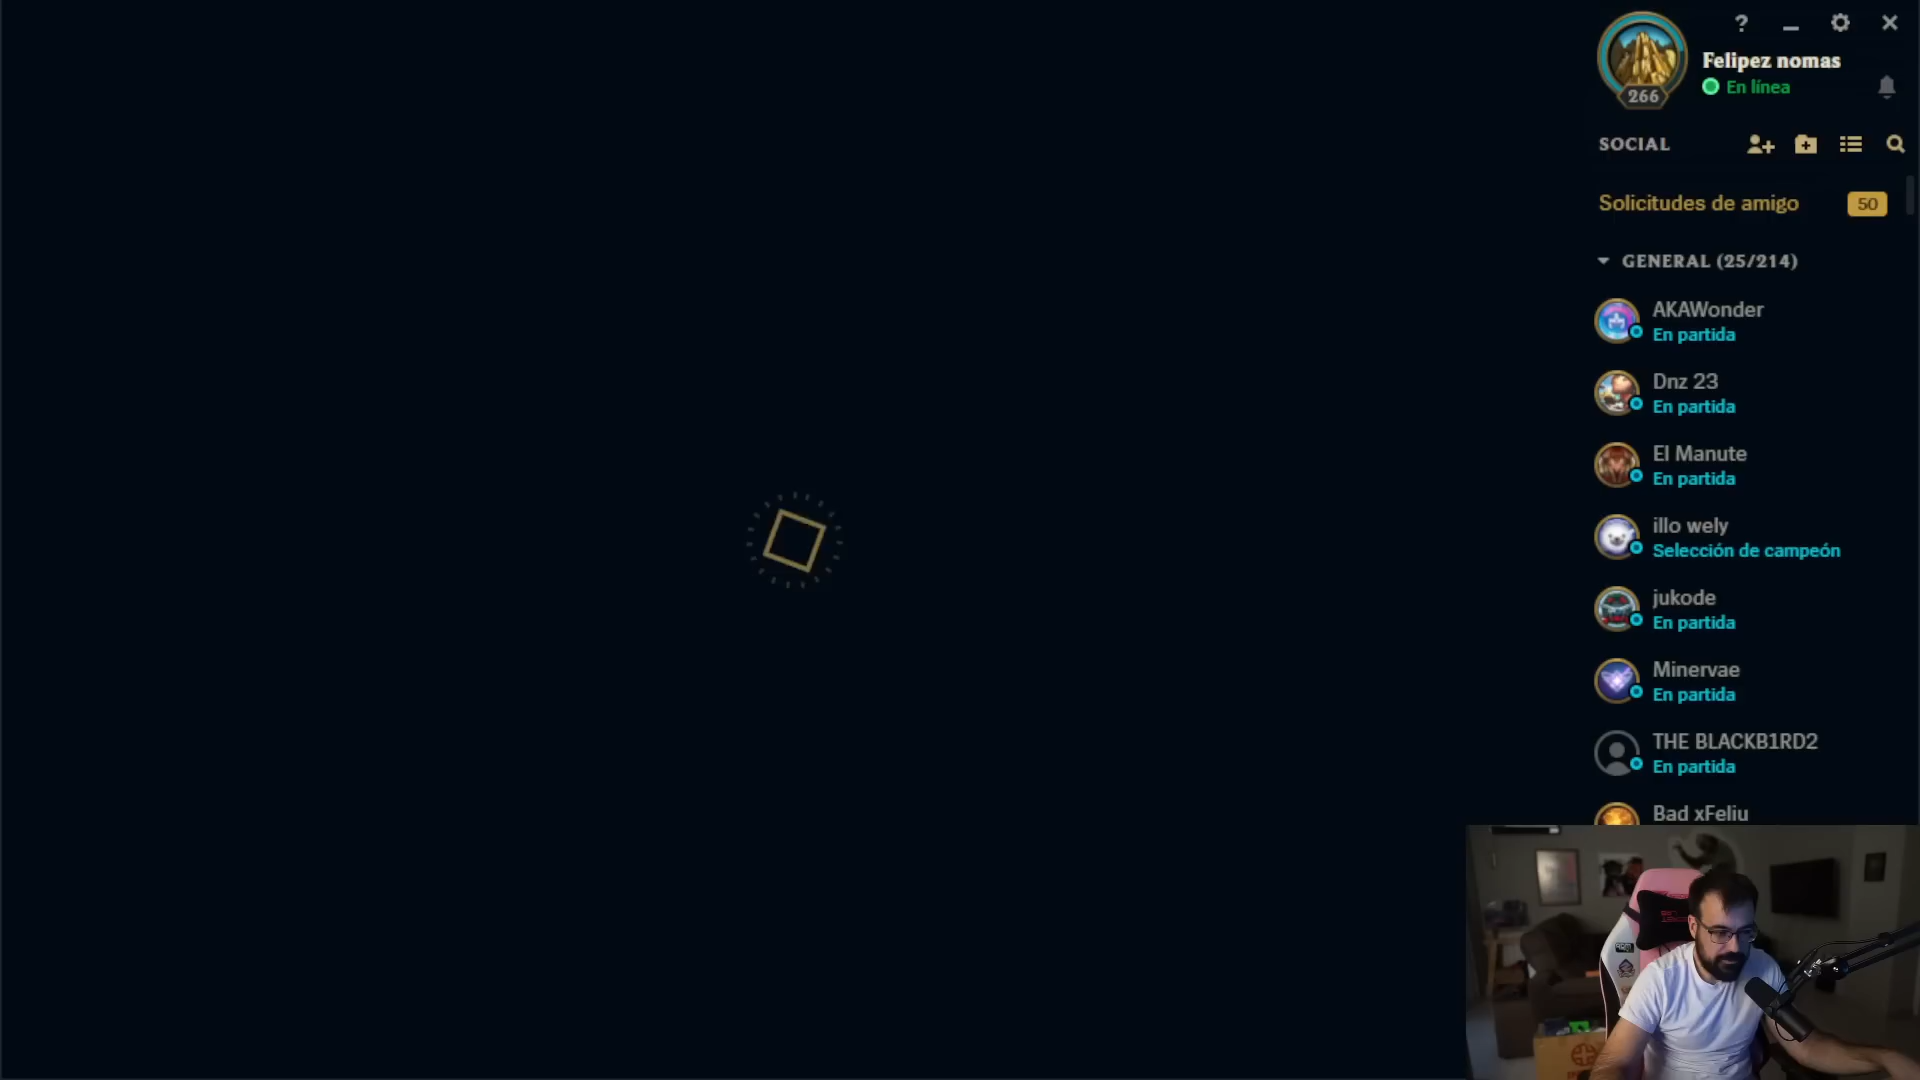 ?
Felipez nomas
266
En línea
SOCIAL
Solicitudes de amigo
50
GENERAL (25/214)
AKAWonder
En partida
Dnz 23
En partida
El Manute
En partida
illo wely
Selección de campeón
jukode
En partida
Minervae
En partida
THE BLACKB1RD2
En partida
Bad xFeliu